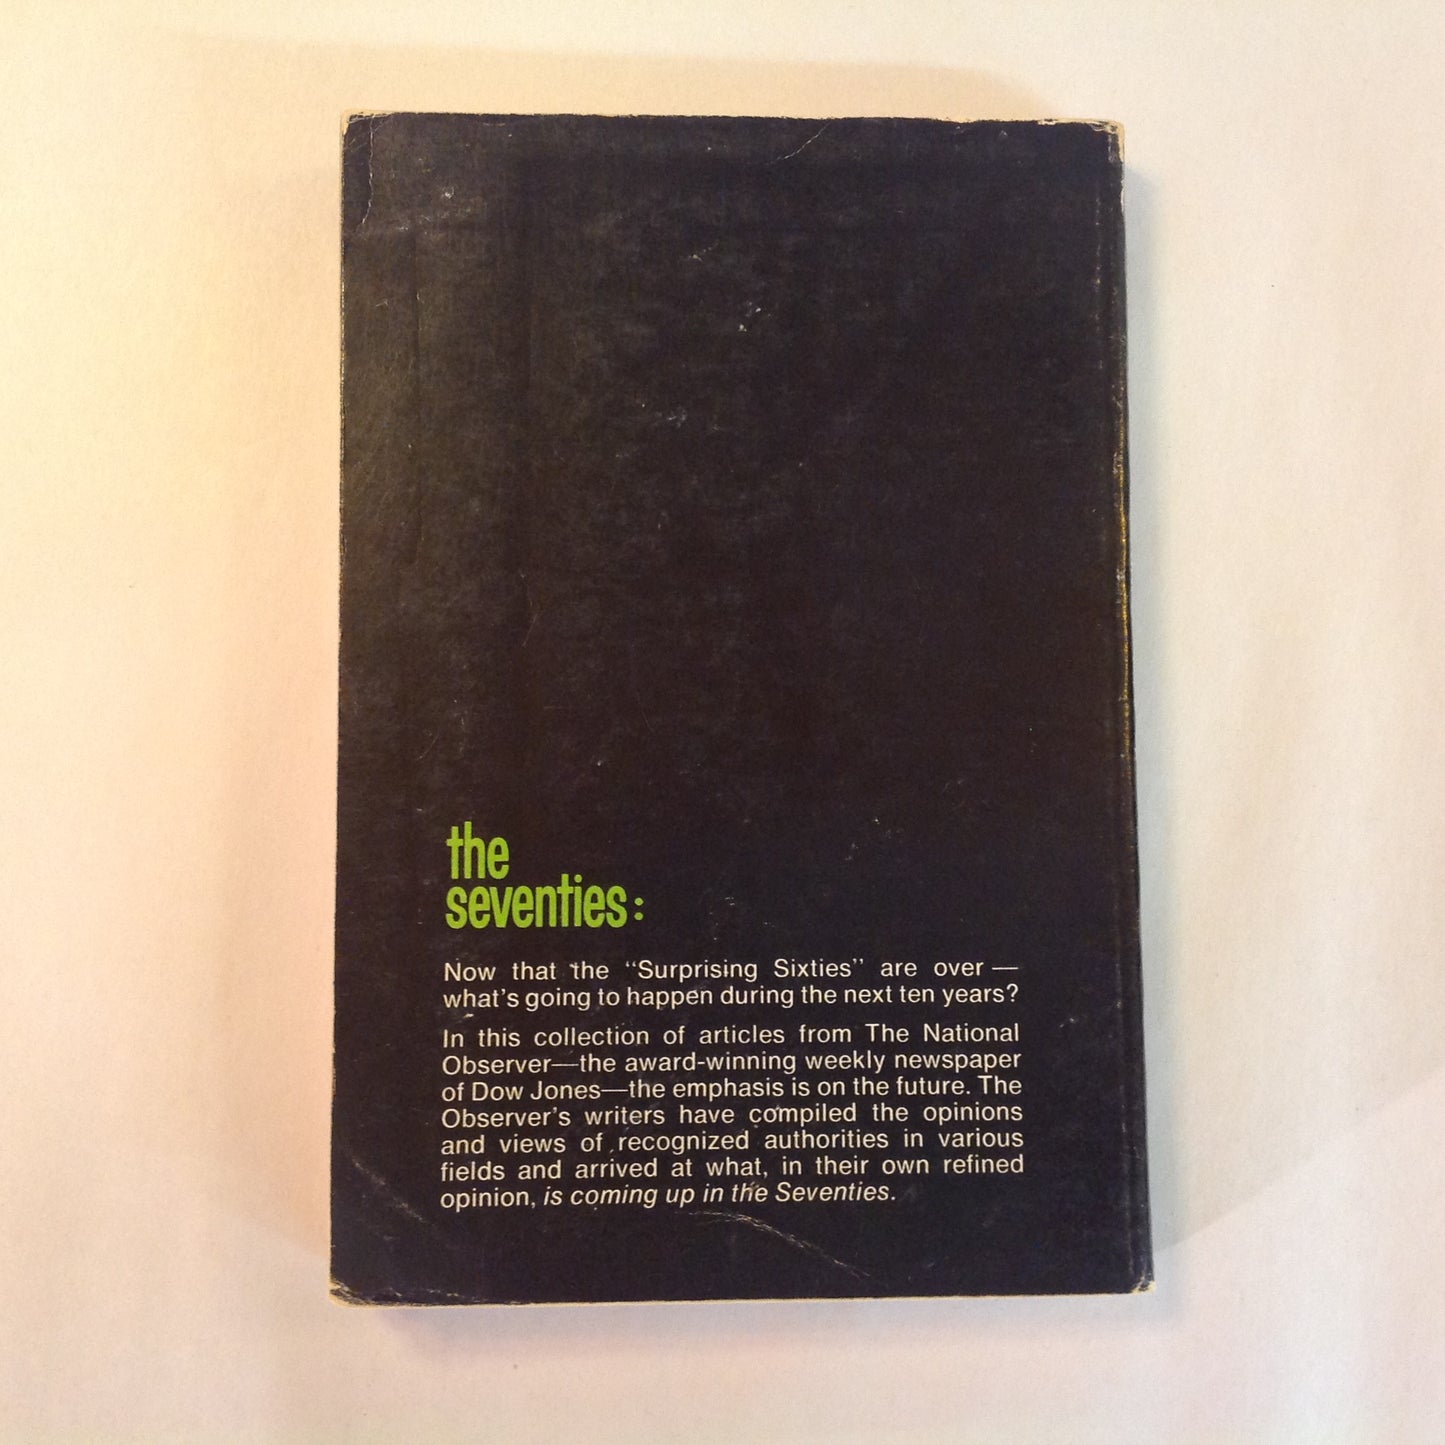 the
seventies:
Now that the “Surprising Sixties” are over —
what's going to happen during the next ten years?
In this collection of articles from The National
Observer—the award-winning weekly newspaper
of Dow Jones—the emphasis is on the future. The
Observer's writers have compiled the opinions
and views of recognized authorities in various
fields and arrived at what, in their own refined
opinion, is coming up in the Seventies.